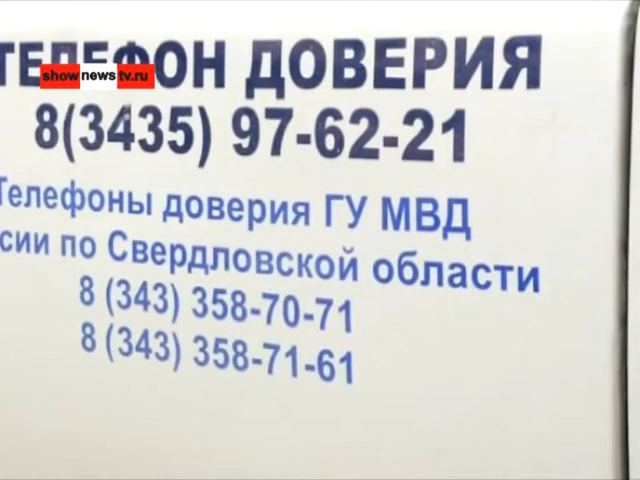 ТЕЛЕФОН ДОВЕРИЯ
shownewstv.ru
8(3435) 97-62-21
Телефоны доверия ГУ МВД
сии по Свердловской области
8 (343) 358-70-71
8 (343) 358-71-61